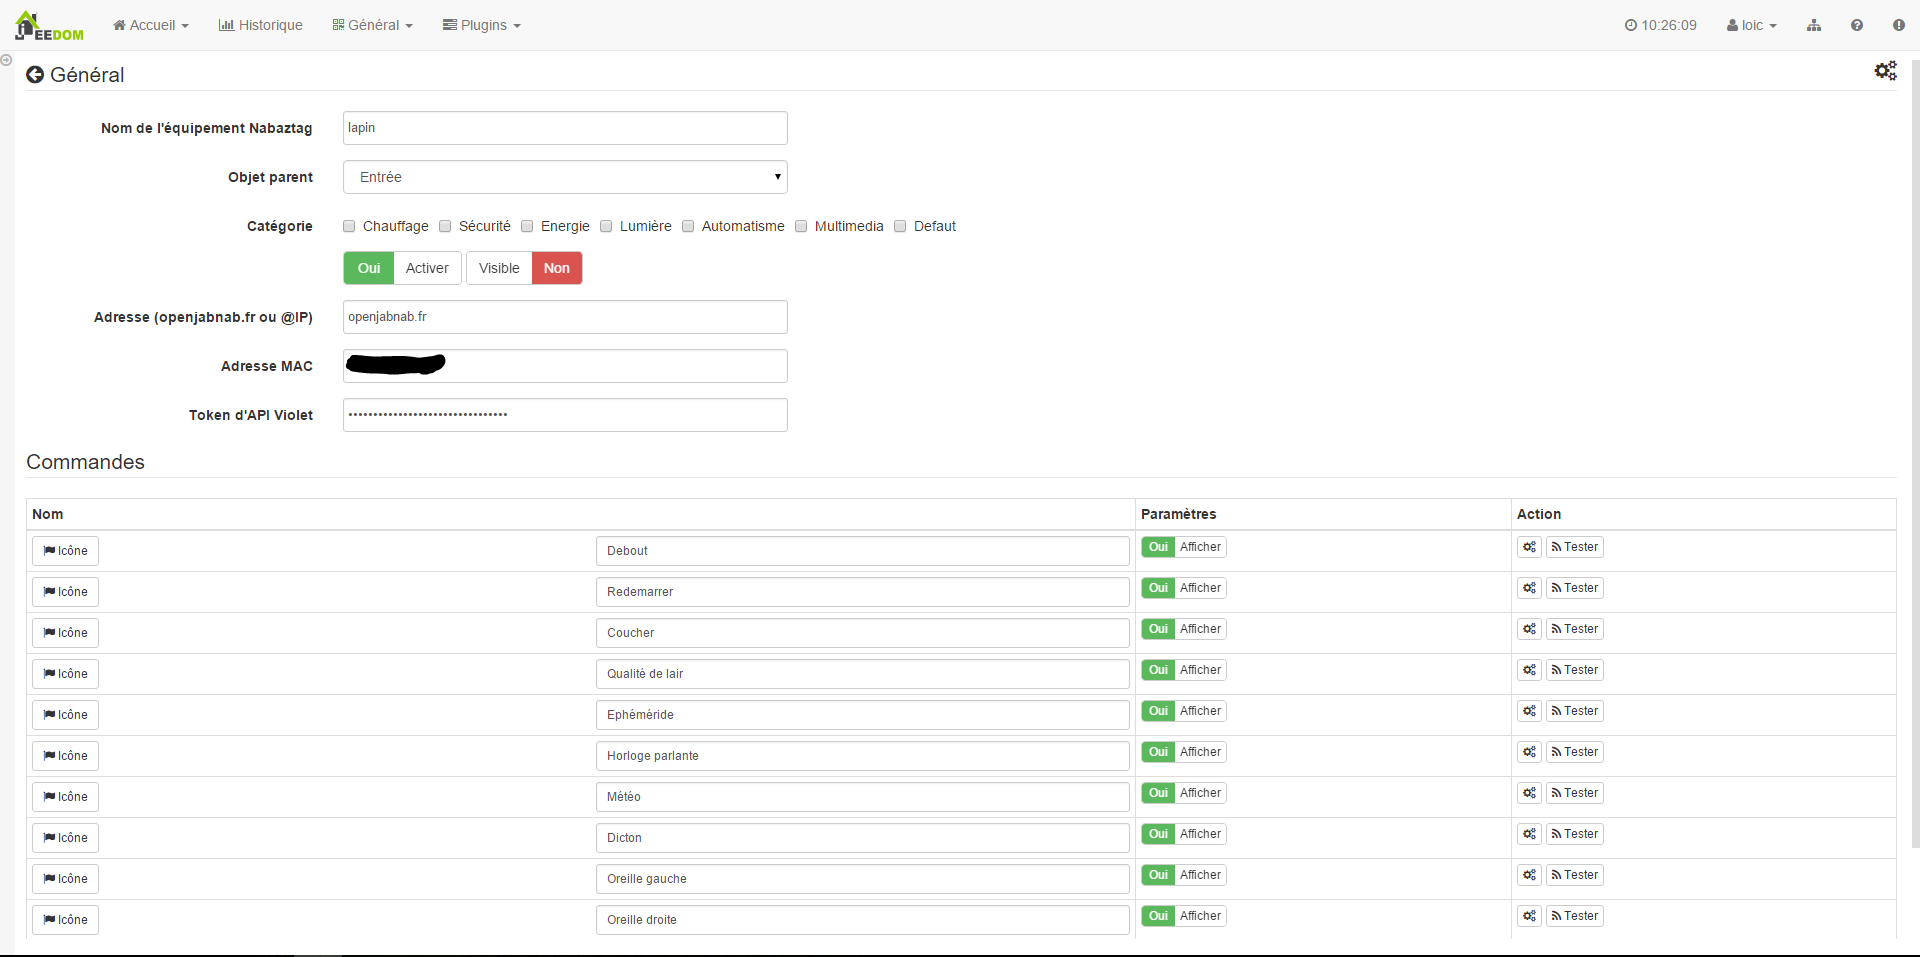 JEEDOM Accueil Historique Général Plugins 10:26:09 loic
Général
Nom de l'équipement Nabaztag lapin
Objet parent Entrée
Catégorie Chauffage Sécurité Energie Lumière Automatisme Multimedia Defaut
Oui Activer Visible Non
Adresse (openjabnab.fr ou @IP) openjabnab.fr
Adresse MAC
Token d'API Violet ••••••••••••••••••••••••••••••••
Commandes
Nom Paramètres Action
Icône Debout Oui Afficher Tester
Icône Redemarrer Oui Afficher Tester
Icône Coucher Oui Afficher Tester
Icône Qualité de lair Oui Afficher Tester
Icône Ephéméride Oui Afficher Tester
Icône Horloge parlante Oui Afficher Tester
Icône Météo Oui Afficher Tester
Icône Dicton Oui Afficher Tester
Icône Oreille gauche Oui Afficher Tester
Icône Oreille droite Oui Afficher Tester